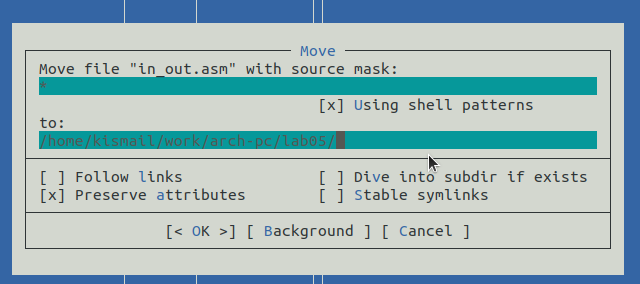 Move
Move file "in_out.asm" with source mask:
*
[x] Using shell patterns
to:
/home/kismail/work/arch-pc/lab05/
[ ] Follow links [ ] Dive into subdir if exists
[x] Preserve attributes [ ] Stable symlinks
[< OK >] [ Background ] [ Cancel ]